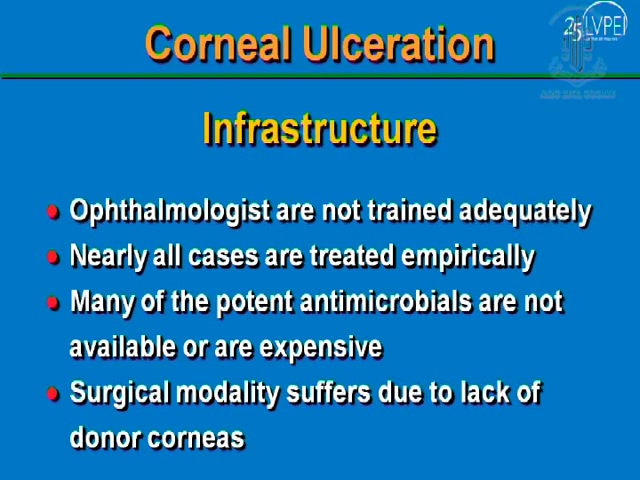 25 LVPEI
Corneal Ulceration
Infrastructure
Ophthalmologist are not trained adequately
Nearly all cases are treated empirically
Many of the potent antimicrobials are not
available or are expensive
Surgical modality suffers due to lack of
donor corneas